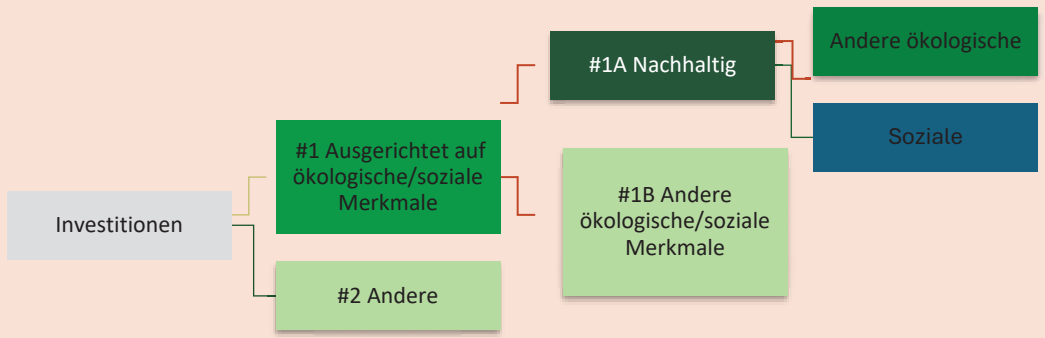 Investitionen
#1 Ausgerichtet auf
ökologische/soziale
Merkmale
#2 Andere
#1A Nachhaltig
#1B Andere
ökologische/soziale
Merkmale
Andere ökologische
Soziale